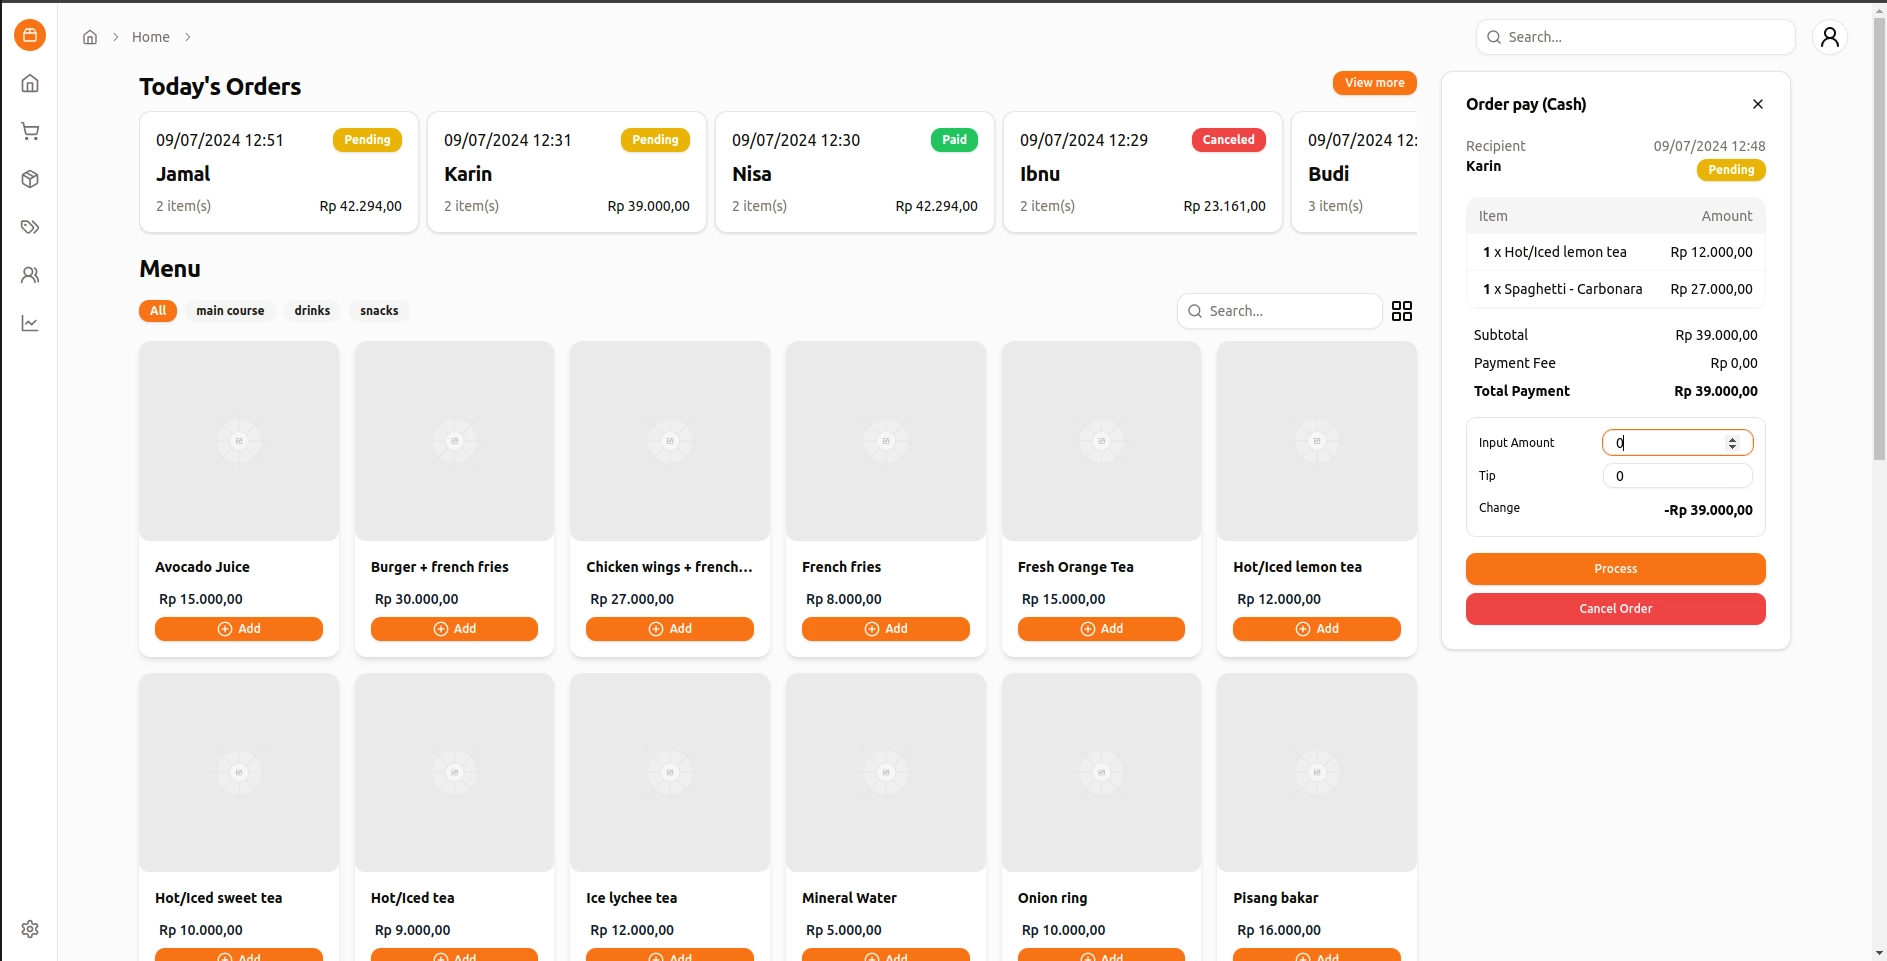 Home
Search...
Today's Orders
View more
09/07/2024 12:51 Pending
Jamal
2 item(s) Rp 42.294,00
09/07/2024 12:31 Pending
Karin
2 item(s) Rp 39.000,00
09/07/2024 12:30 Paid
Nisa
2 item(s) Rp 42.294,00
09/07/2024 12:29 Canceled
Ibnu
2 item(s) Rp 23.161,00
09/07/2024 12:
Budi
3 item(s)
Menu
All main course drinks snacks
Search...
Avocado Juice
Rp 15.000,00
Add
Burger + french fries
Rp 30.000,00
Add
Chicken wings + french...
Rp 27.000,00
Add
French fries
Rp 8.000,00
Add
Fresh Orange Tea
Rp 15.000,00
Add
Hot/Iced lemon tea
Rp 12.000,00
Add
Hot/Iced sweet tea
Rp 10.000,00
Add
Hot/Iced tea
Rp 9.000,00
Add
Ice lychee tea
Rp 12.000,00
Add
Mineral Water
Rp 5.000,00
Add
Onion ring
Rp 10.000,00
Add
Pisang bakar
Rp 16.000,00
Add
Order pay (Cash)
Recipient 09/07/2024 12:48
Karin Pending
Item Amount
1 x Hot/Iced lemon tea Rp 12.000,00
1 x Spaghetti - Carbonara Rp 27.000,00
Subtotal Rp 39.000,00
Payment Fee Rp 0,00
Total Payment Rp 39.000,00
Input Amount 0
Tip 0
Change -Rp 39.000,00
Process
Cancel Order